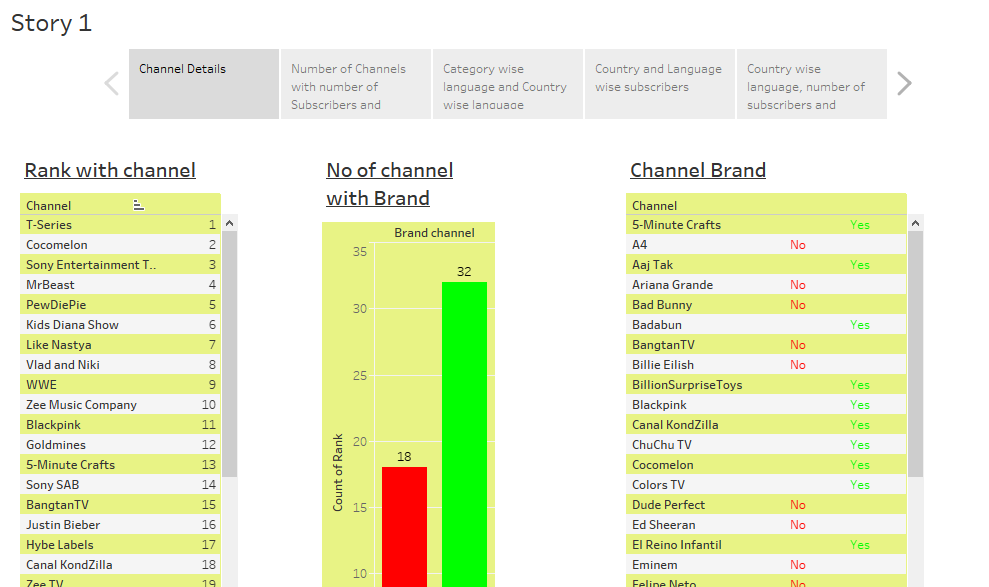 Story 1
Channel Details
Number of Channels
with number of
Subscribers and
Category wise
language and Country
wise language
Country and Language
wise subscribers
Country wise
language, number of
subscribers and
Rank with channel
Channel
T-Series 1
Cocomelon 2
Sony Entertainment T.. 3
MrBeast 4
PewDiePie 5
Kids Diana Show 6
Like Nastya 7
Vlad and Niki 8
WWE 9
Zee Music Company 10
Blackpink 11
Goldmines 12
5-Minute Crafts 13
Sony SAB 14
BangtanTV 15
Justin Bieber 16
Hybe Labels 17
Canal KondZilla 18
Zee TV 19
No of channel
with Brand
Brand channel
35
32
30
25
20
18
15
10
Count of Rank
Channel Brand
Channel
5-Minute Crafts Yes
A4 No
Aaj Tak Yes
Ariana Grande No
Bad Bunny No
Badabun Yes
BangtanTV No
Billie Eilish No
BillionSurpriseToys Yes
Blackpink Yes
Canal KondZilla Yes
ChuChu TV Yes
Cocomelon Yes
Colors TV Yes
Dude Perfect No
Ed Sheeran No
El Reino Infantil Yes
Eminem No
Felipe Neto No